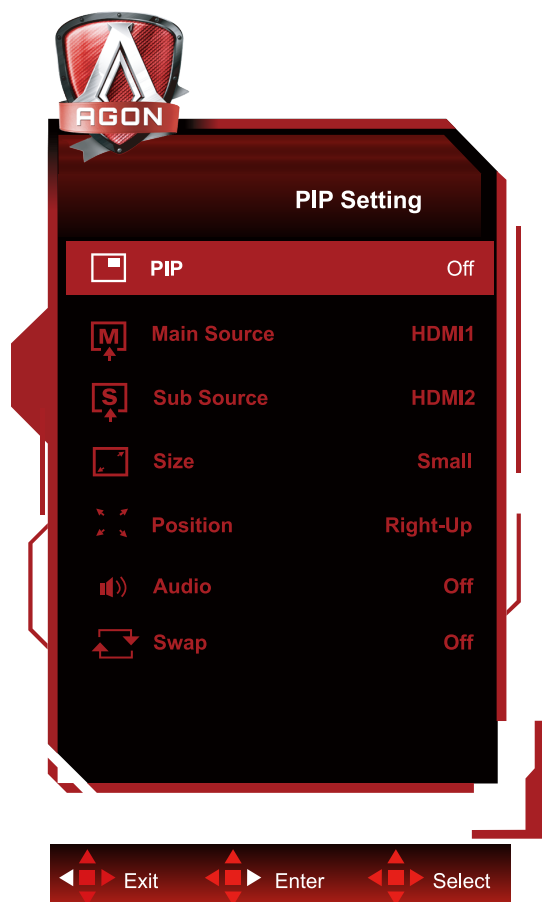 AGON
PIP Setting
PIP Off
M Main Source HDMI1
S Sub Source HDMI2
Size Small
Position Right-Up
Audio Off
Swap Off
Exit Enter Select